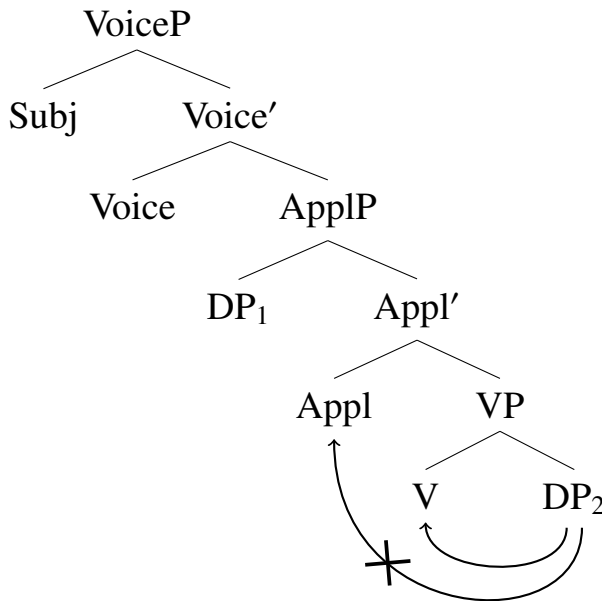 VoiceP
Subj Voice′
Voice ApplP
DP₁ Appl′
Appl VP
V DP₂